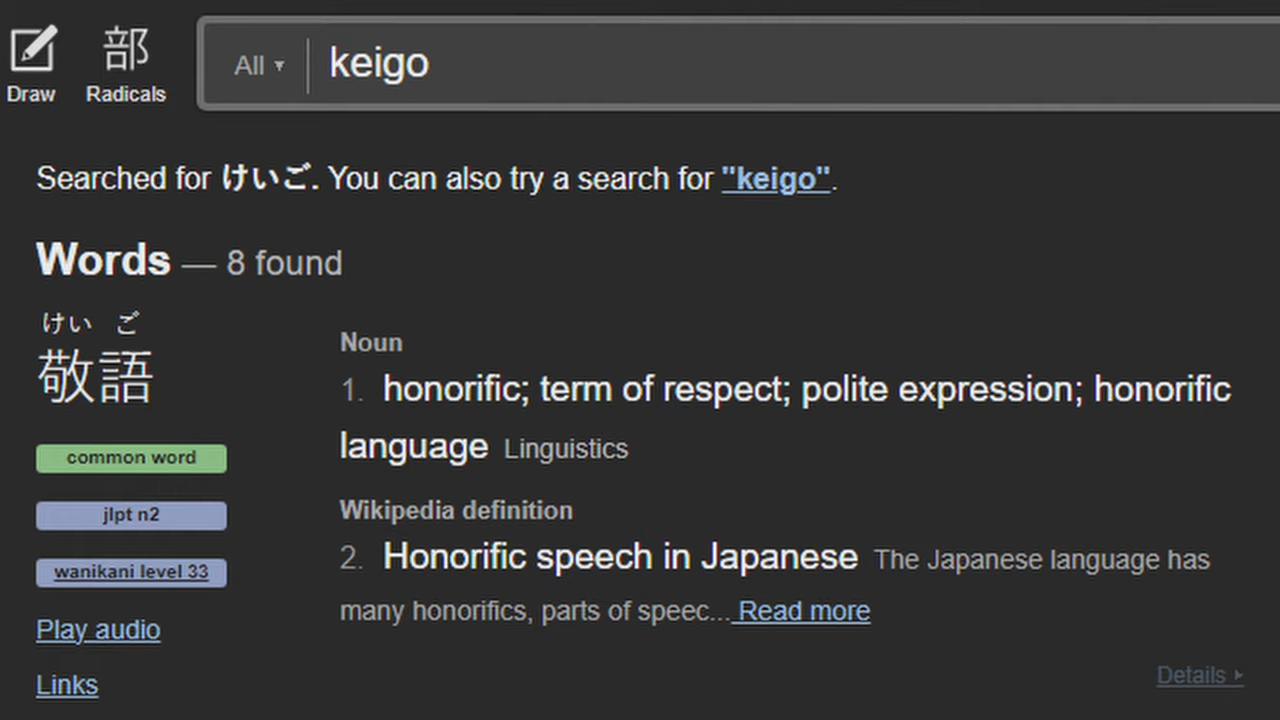 部
Draw
Radicals
All ▾
keigo
Searched for けいご. You can also try a search for "keigo".
Words — 8 found
けい ご
敬語
common word
jlpt n2
wanikani level 33
Play audio
Links
Noun
1. honorific; term of respect; polite expression; honorific
language Linguistics
Wikipedia definition
2. Honorific speech in Japanese The Japanese language has
many honorifics, parts of speec... Read more
Details ▸